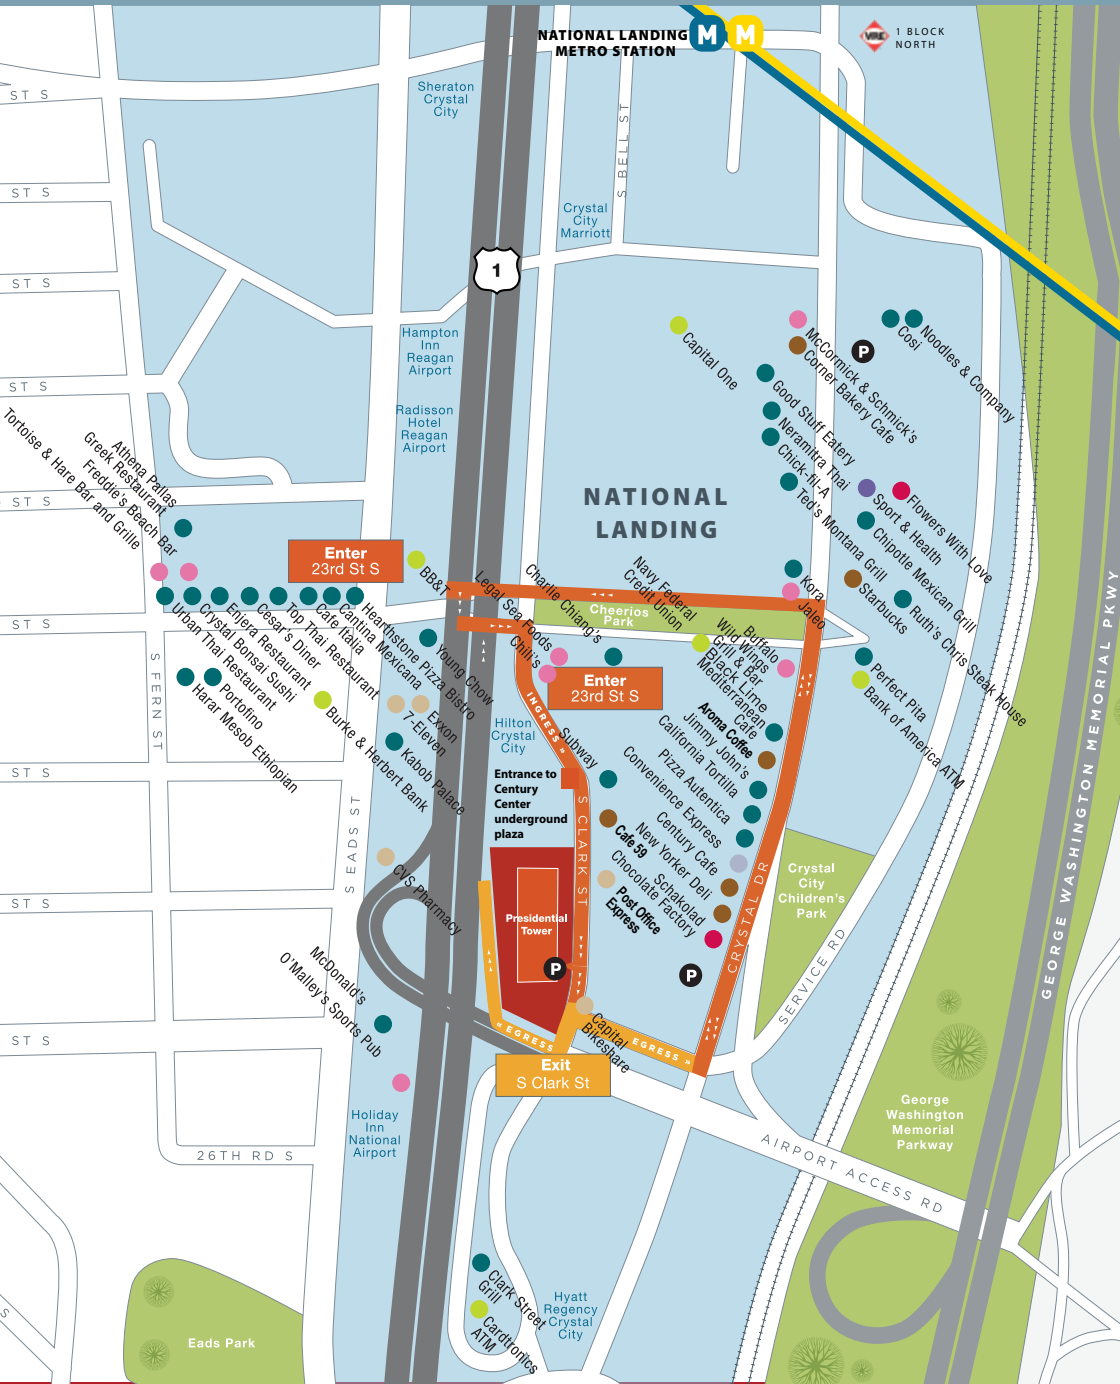 NATIONAL LANDING
METRO STATION
M
M
VRE
1 BLOCK
NORTH
Sheraton
Crystal
City
ST S
S BELL ST
ST S
Crystal
City
Marriott
1
ST S
Hampton
Inn
Reagan
Airport
Capital One
McCormick & Schmick's
Corner Bakery Cafe
P
Cosi
Noodles & Company
ST S
Radisson
Hotel
Reagan
Airport
Good Stuff Eatery
Neramitra Thai
Chick-fil-A
Ted's Montana Grill
Tortoise & Hare Bar and Grille
Freddie's Beach Bar
Athena Pallas
Greek Restaurant
ST S
NATIONAL
LANDING
Sport & Health
Flowers With Love
Chipotle Mexican Grill
Starbucks
Ruth's Chris Steak House
Enter
23rd St S
BB&T
Kora
Jaleo
Urban Thai Restaurant
Crystal Bonsai Sushi
Enjera Restaurant
Cesar's Diner
Top Thai Restaurant
Cafe Italia
Cantina Mexicana
Hearthstone Pizza Bistro
ST S
Legal Sea Foods
Chili's
Charlie Chiang's
Navy Federal
Credit Union
Cheerios
Park
Buffalo
Wild Wings
Grill & Bar
Black Lime
Mediterranean
Cafe
Young Chow
Perfect Pita
Bank of America ATM
Enter
23rd St S
S FERN ST
Harar Mesob Ethiopian
Portofino
Burke & Herbert Bank
7-Eleven
Exxon
Kabob Palace
INGRESS »
Hilton
Crystal
City
Subway
Aroma Coffee
Jimmy John's
California Tortilla
Pizza Autentica
Convenience Express
Century Cafe
New Yorker Deli
Schakolad
Chocolate Factory
ST S
Entrance to
Century
Center
underground
plaza
S CLARK ST
Cafe 59
Post Office
Express
S EADS ST
CVS Pharmacy
Crystal
City
Children's
Park
CRYSTAL DR
GEORGE WASHINGTON MEMORIAL PKWY
ST S
Presidential
Tower
P
P
SERVICE RD
McDonald's
O'Malley's Sports Pub
ST S
« EGRESS
Capital
Bikeshare
EGRESS »
Exit
S Clark St
George
Washington
Memorial
Parkway
Holiday
Inn
National
Airport
26TH RD S
AIRPORT ACCESS RD
Clark Street
Grill
Cardtronics
ATM
Hyatt
Regency
Crystal
City
Eads Park
S